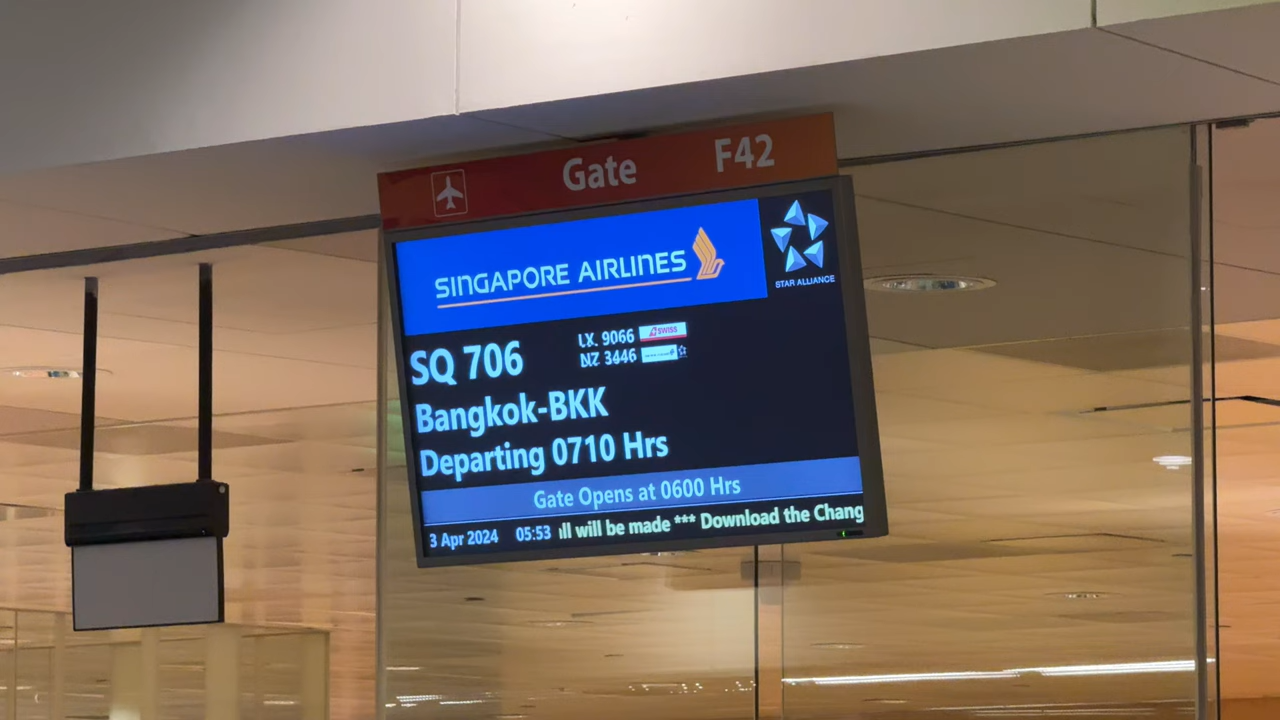 Gate F42
SINGAPORE AIRLINES
STAR ALLIANCE
SQ 706
LX 9066 SWISS
NZ 3446
Bangkok-BKK
Departing 0710 Hrs
Gate Opens at 0600 Hrs
3 Apr 2024 05:53 ll will be made *** Download the Chang